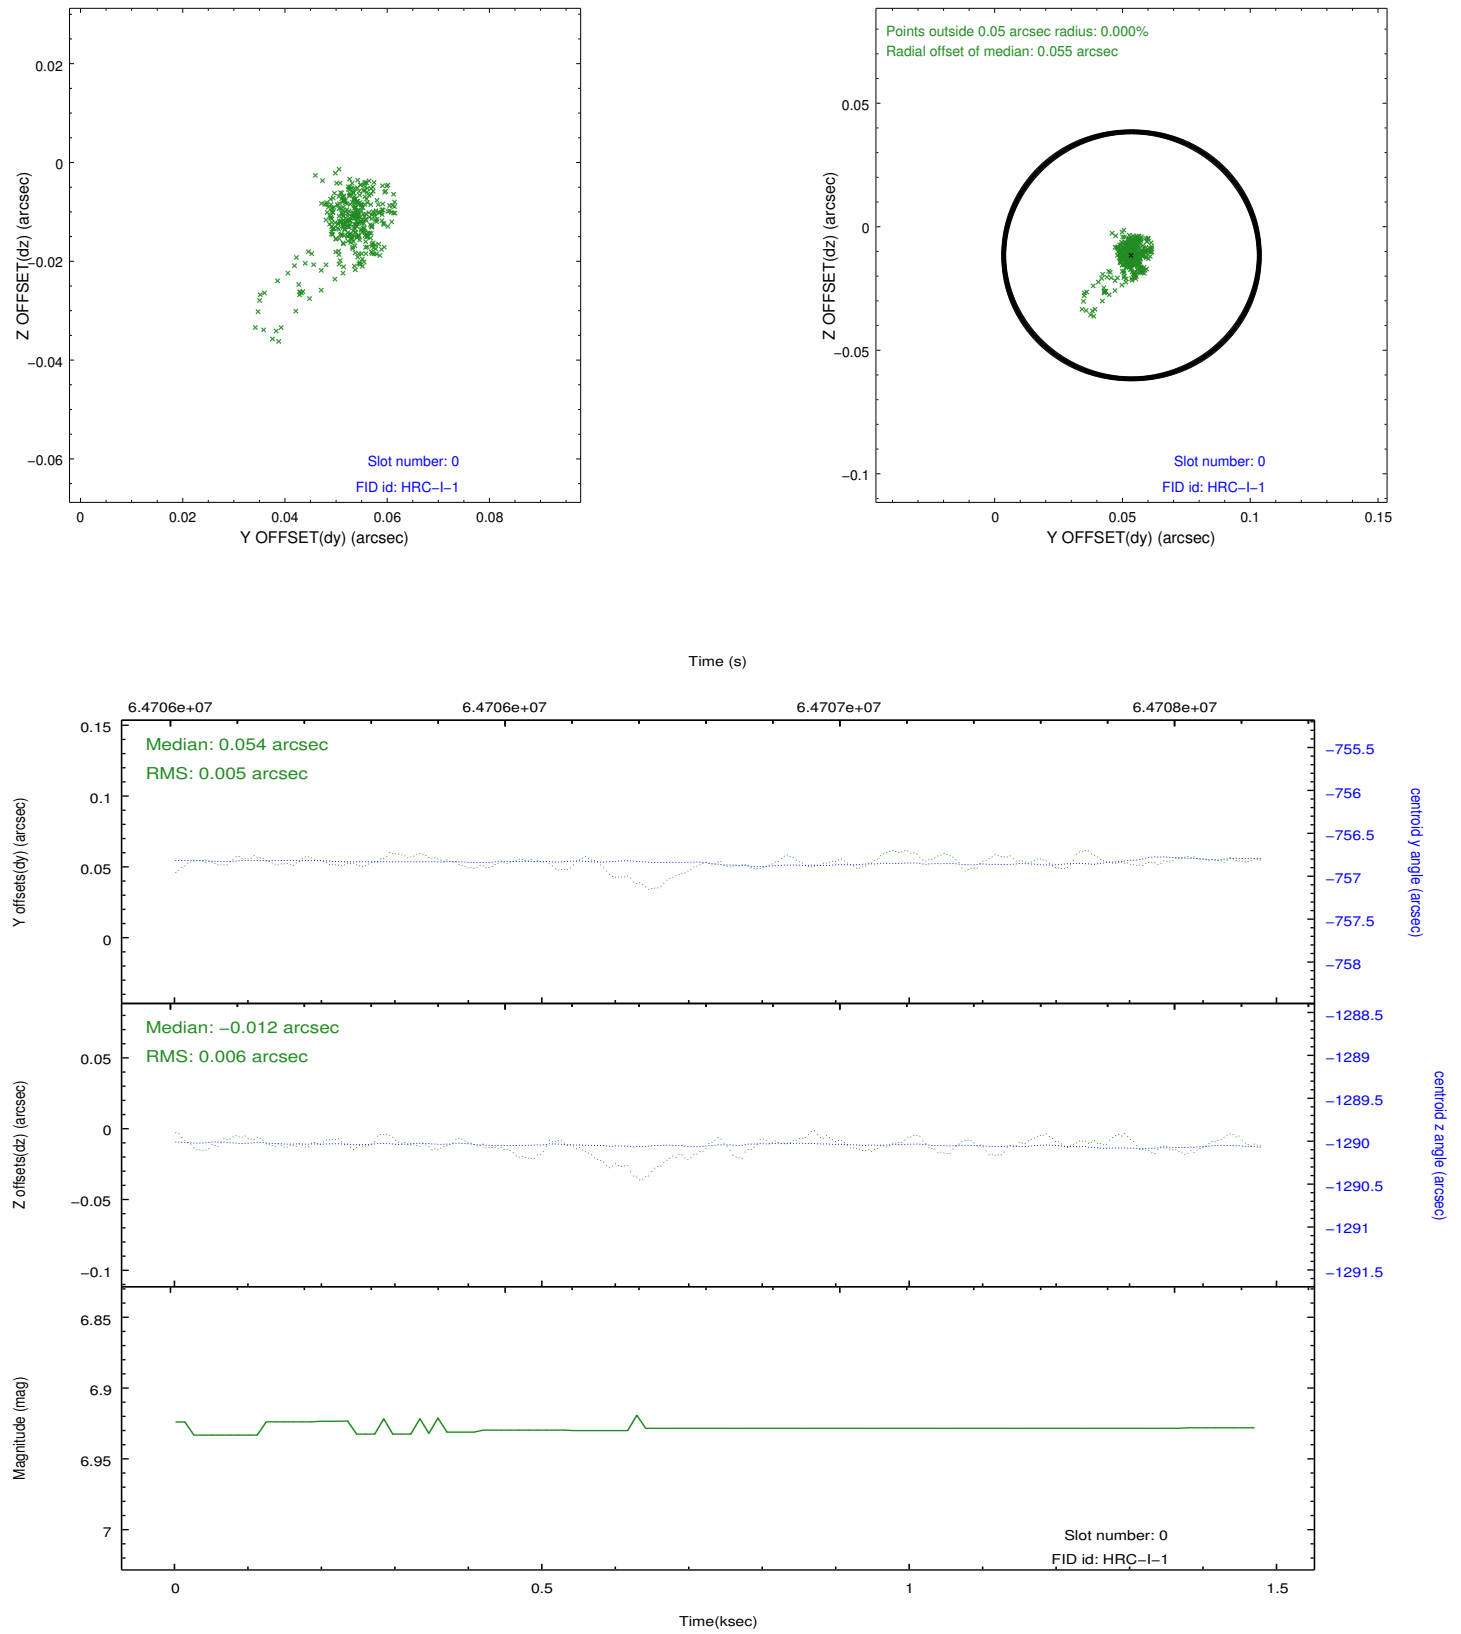 0.02
0
−0.02
−0.04
−0.06
Z OFFSET(dz) (arcsec)
Slot number: 0
FID id: HRC−I−1
0
0.02
0.04
0.06
0.08
Y OFFSET(dy) (arcsec)
Points outside 0.05 arcsec radius: 0.000%
Radial offset of median: 0.055 arcsec
0.05
0
−0.05
−0.1
Z OFFSET(dz) (arcsec)
Slot number: 0
FID id: HRC−I−1
0
0.05
0.1
0.15
Y OFFSET(dy) (arcsec)
Time (s)
6.4706e+07
6.4706e+07
6.4707e+07
6.4708e+07
Median: 0.054 arcsec
RMS: 0.005 arcsec
0.15
0.1
0.05
0
Y offsets(dy) (arcsec)
−755.5
−756
−756.5
−757
−757.5
−758
centroid y angle (arcsec)
Median: −0.012 arcsec
RMS: 0.006 arcsec
0.05
0
−0.05
−0.1
Z offsets(dz) (arcsec)
−1288.5
−1289
−1289.5
−1290
−1290.5
−1291
−1291.5
centroid z angle (arcsec)
6.85
6.9
6.95
7
Magnitude (mag)
Slot number: 0
FID id: HRC−I−1
0
0.5
1
1.5
Time(ksec)